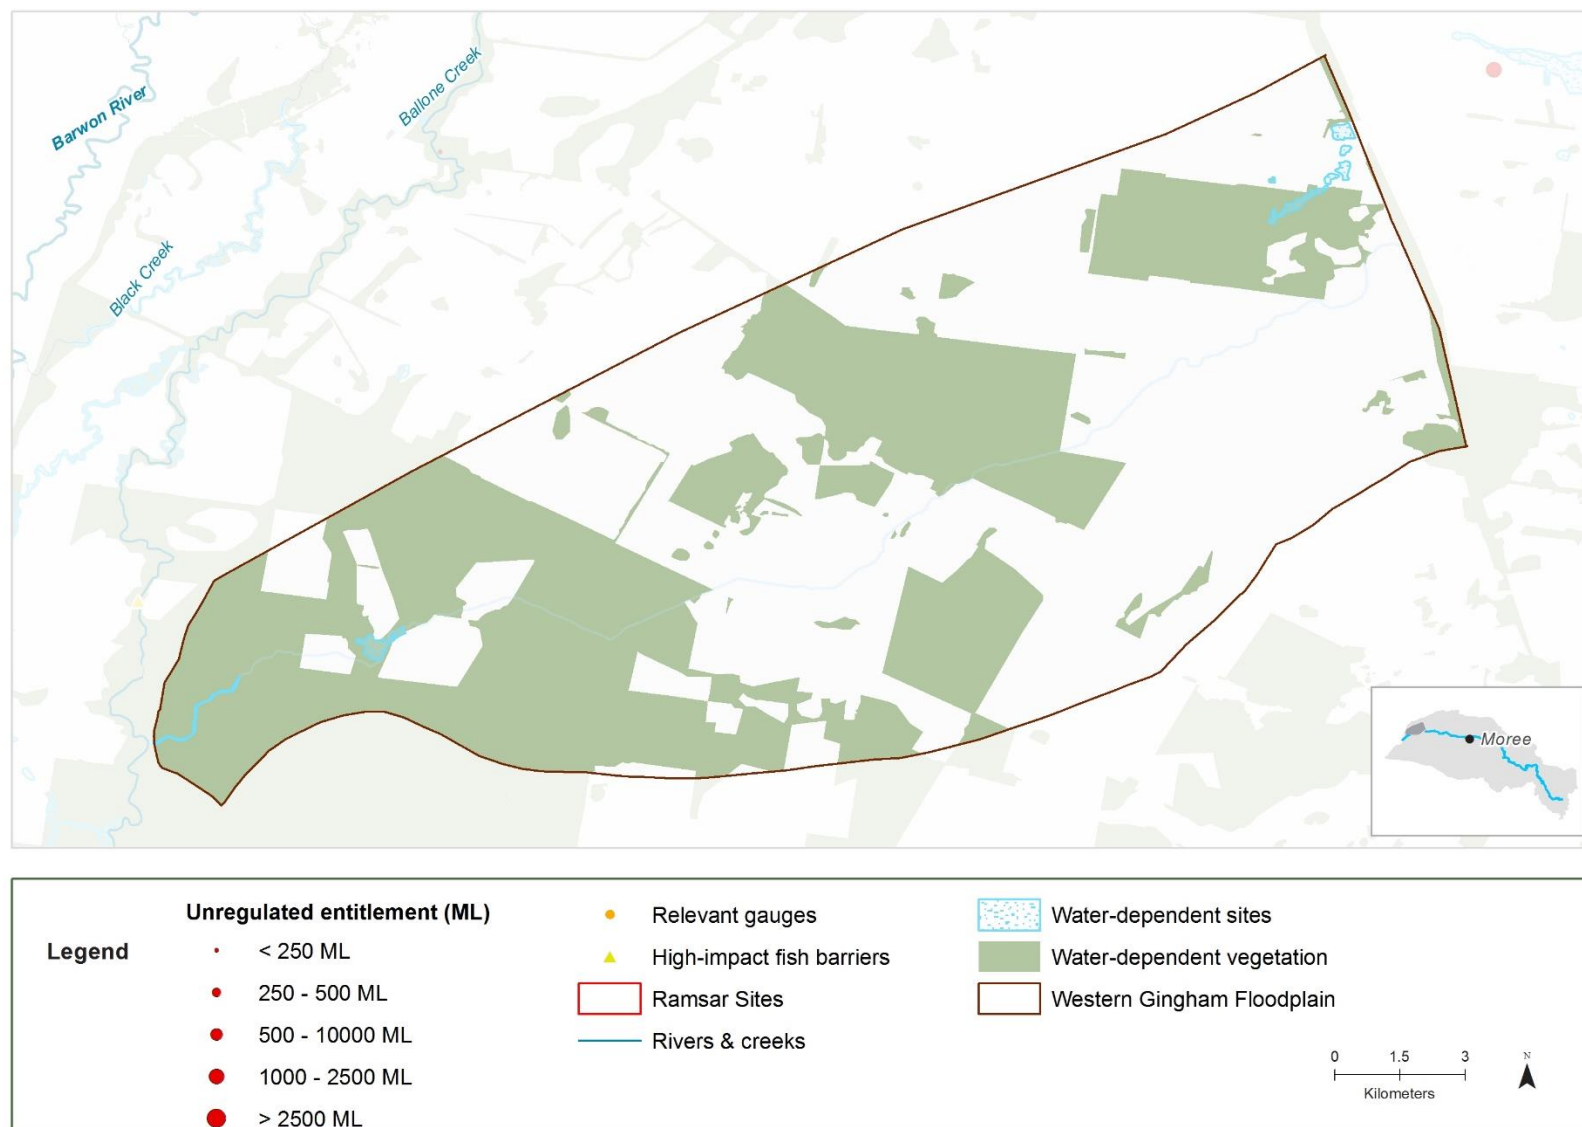 Barwon River
Ballone Creek
Black Creek
Moree
Legend
Unregulated entitlement (ML)
< 250 ML
250 - 500 ML
500 - 10000 ML
1000 - 2500 ML
> 2500 ML
Relevant gauges
High-impact fish barriers
Ramsar Sites
Rivers & creeks
Water-dependent sites
Water-dependent vegetation
Western Gingham Floodplain
0 1.5 3
Kilometers
N